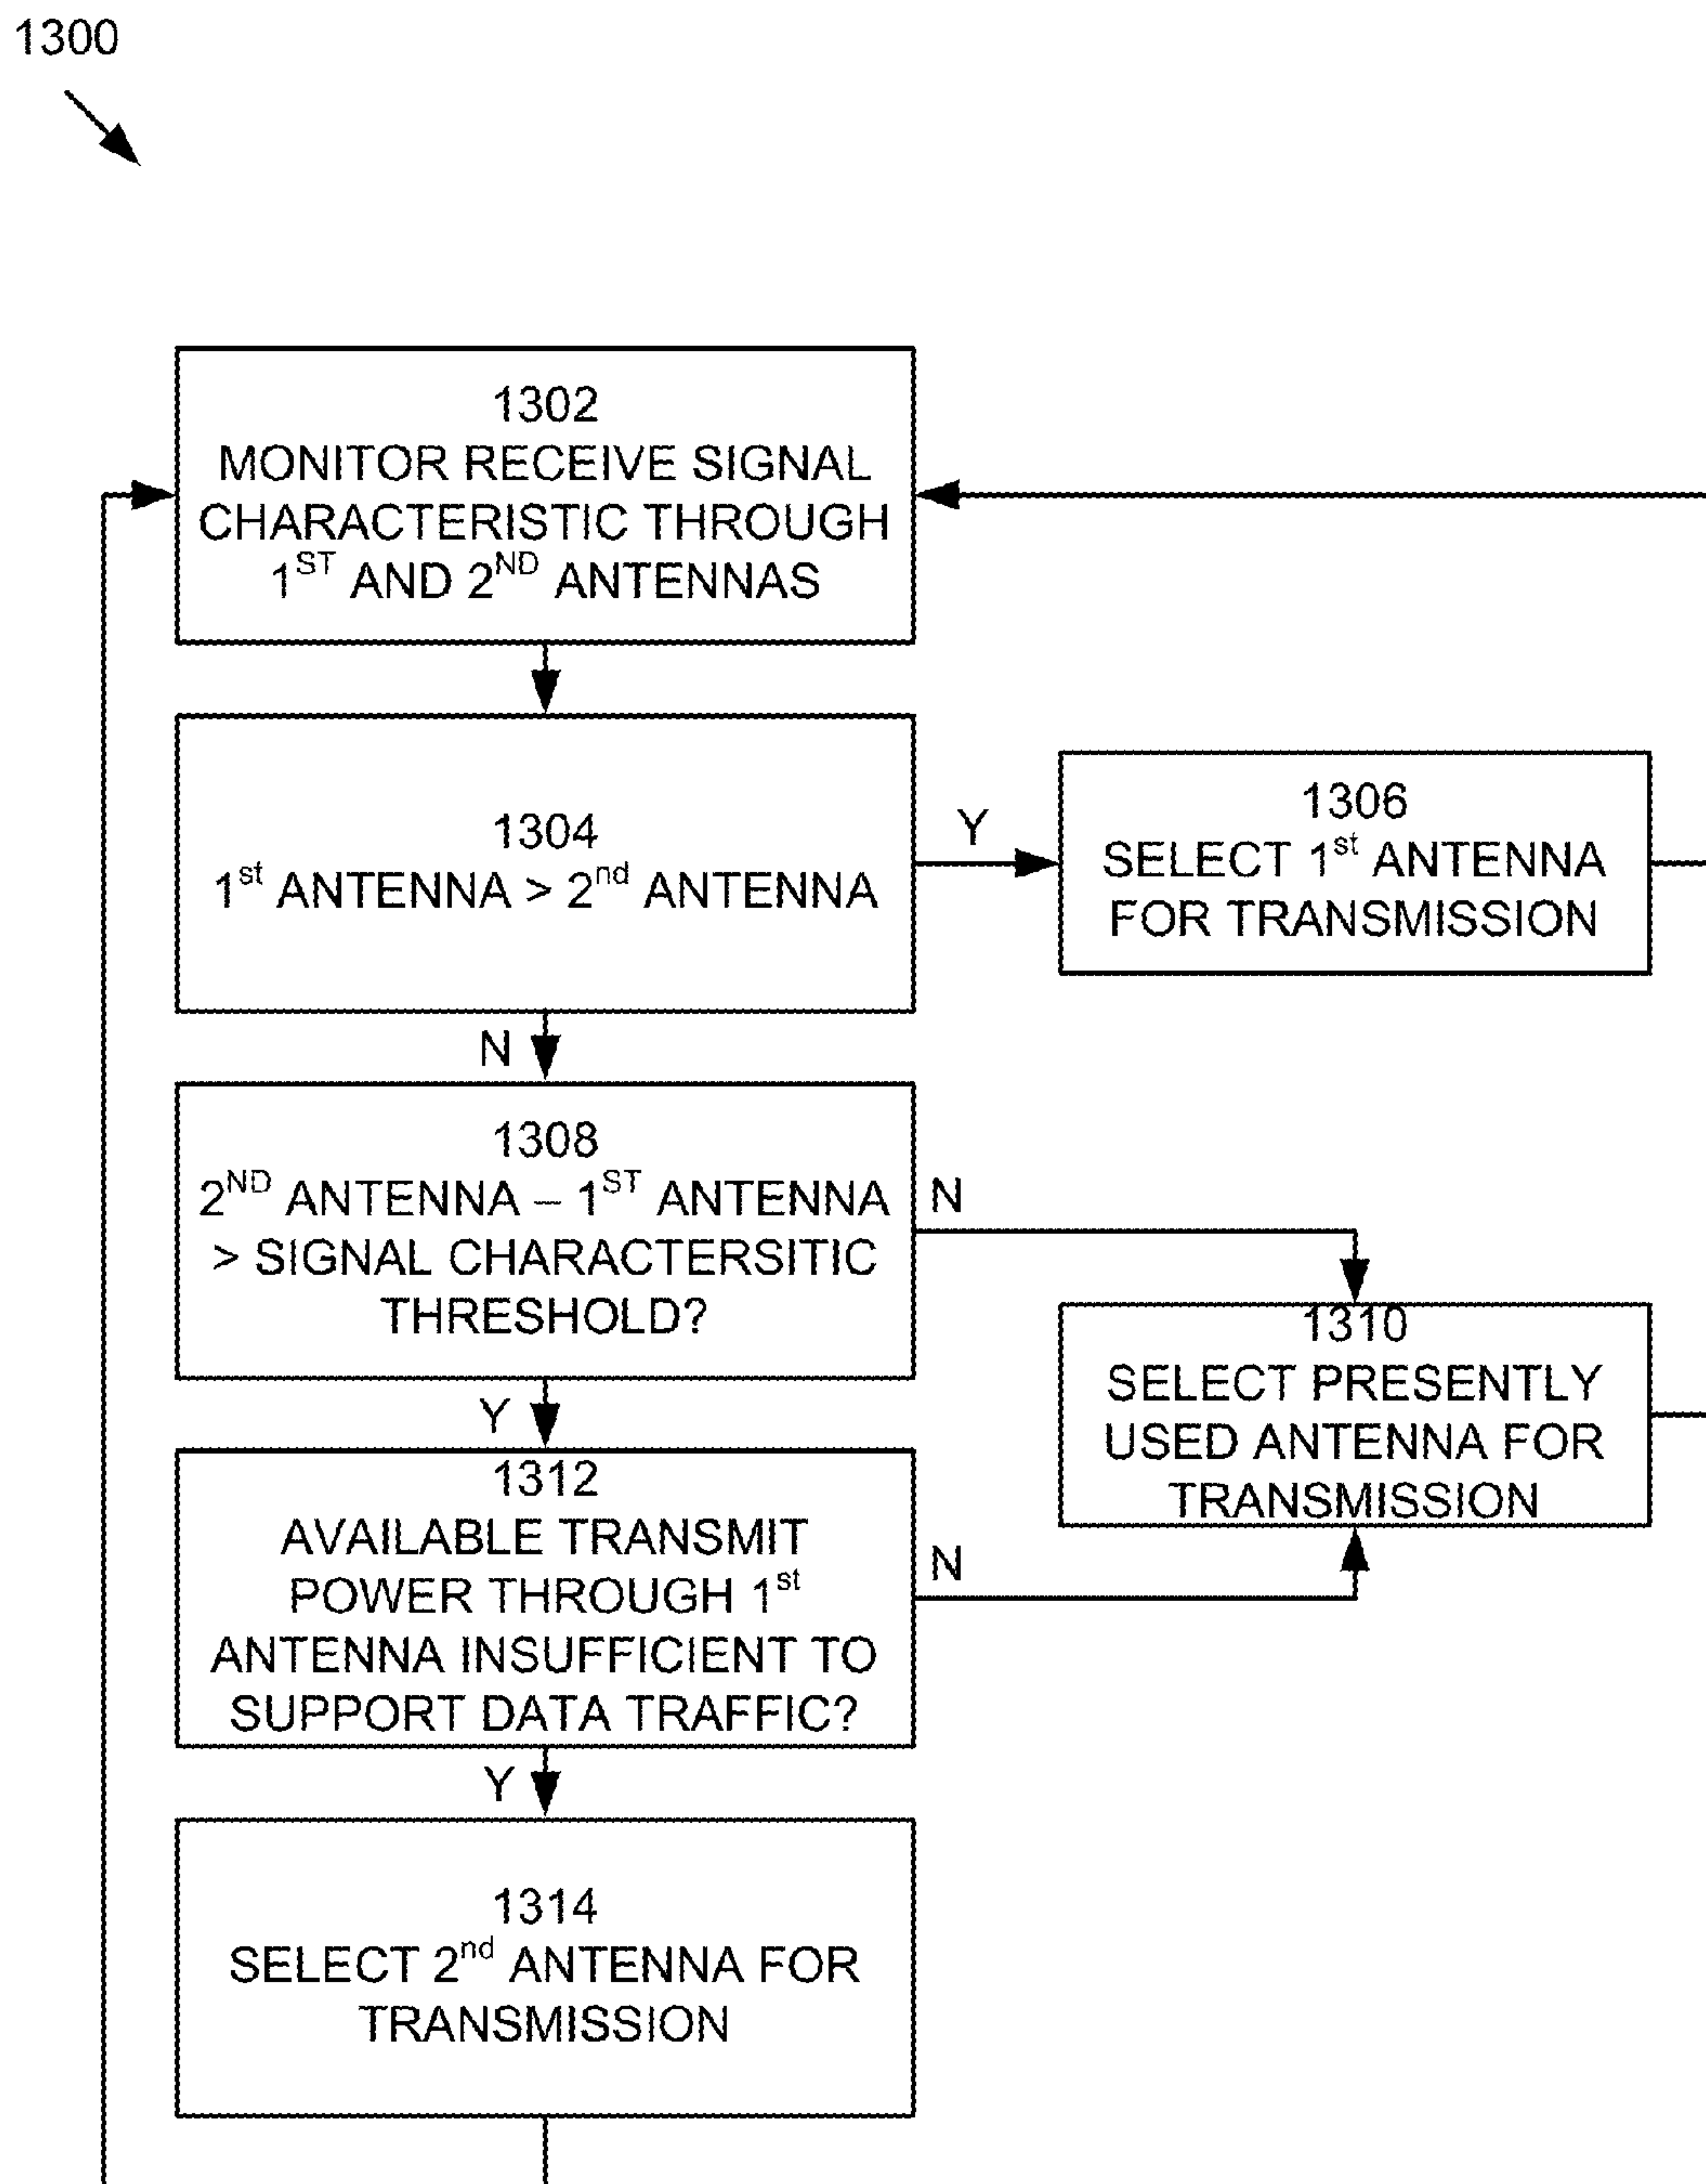 1300
1302
MONITOR RECEIVE SIGNAL
CHARACTERISTIC THROUGH
1ST AND 2ND ANTENNAS
1304
1st ANTENNA > 2nd ANTENNA
Y
1306
SELECT 1st ANTENNA
FOR TRANSMISSION
N
1308
2ND ANTENNA – 1ST ANTENNA
> SIGNAL CHARACTERSITIC
THRESHOLD?
N
1310
SELECT PRESENTLY
USED ANTENNA FOR
TRANSMISSION
Y
1312
AVAILABLE TRANSMIT
POWER THROUGH 1st
ANTENNA INSUFFICIENT TO
SUPPORT DATA TRAFFIC?
N
Y
1314
SELECT 2nd ANTENNA FOR
TRANSMISSION